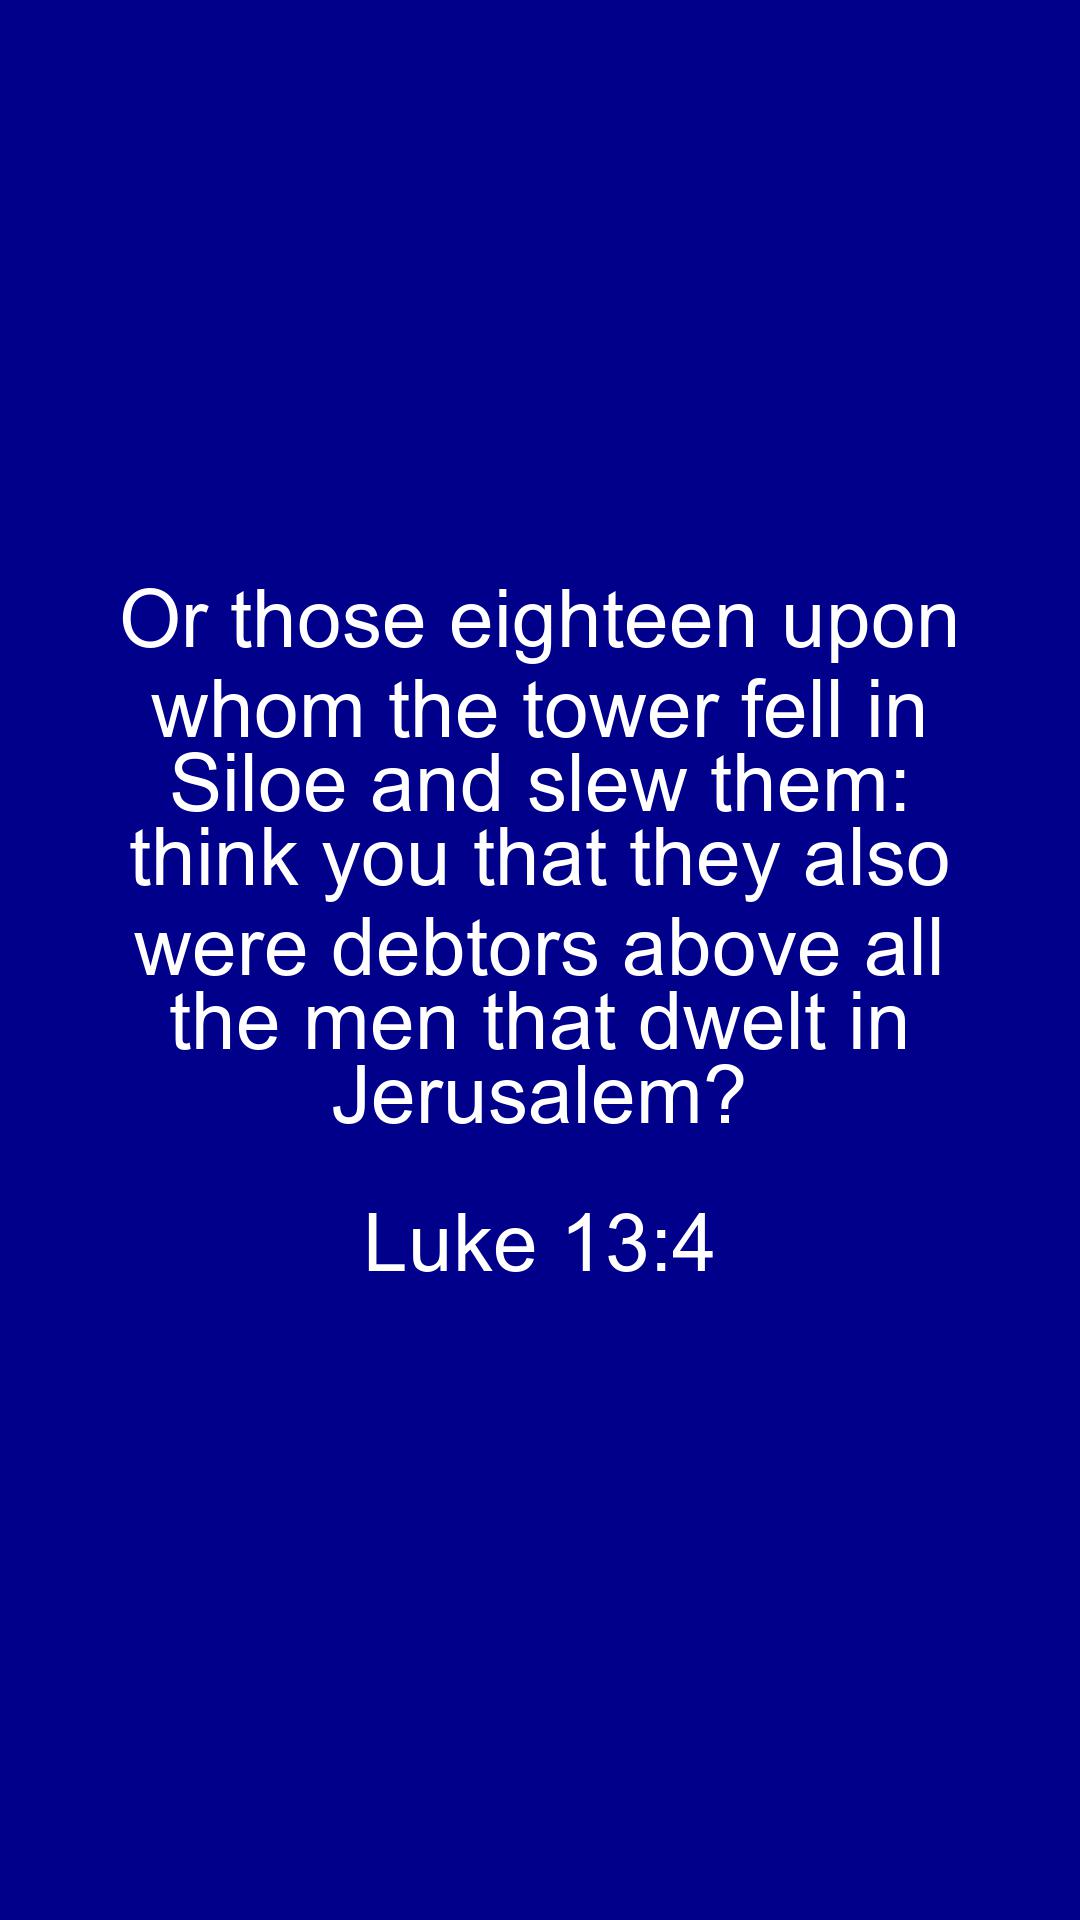 Or those eighteen upon
whom the tower fell in
Siloe and slew them:
think you that they also
were debtors above all
the men that dwelt in
Jerusalem?
Luke 13:4